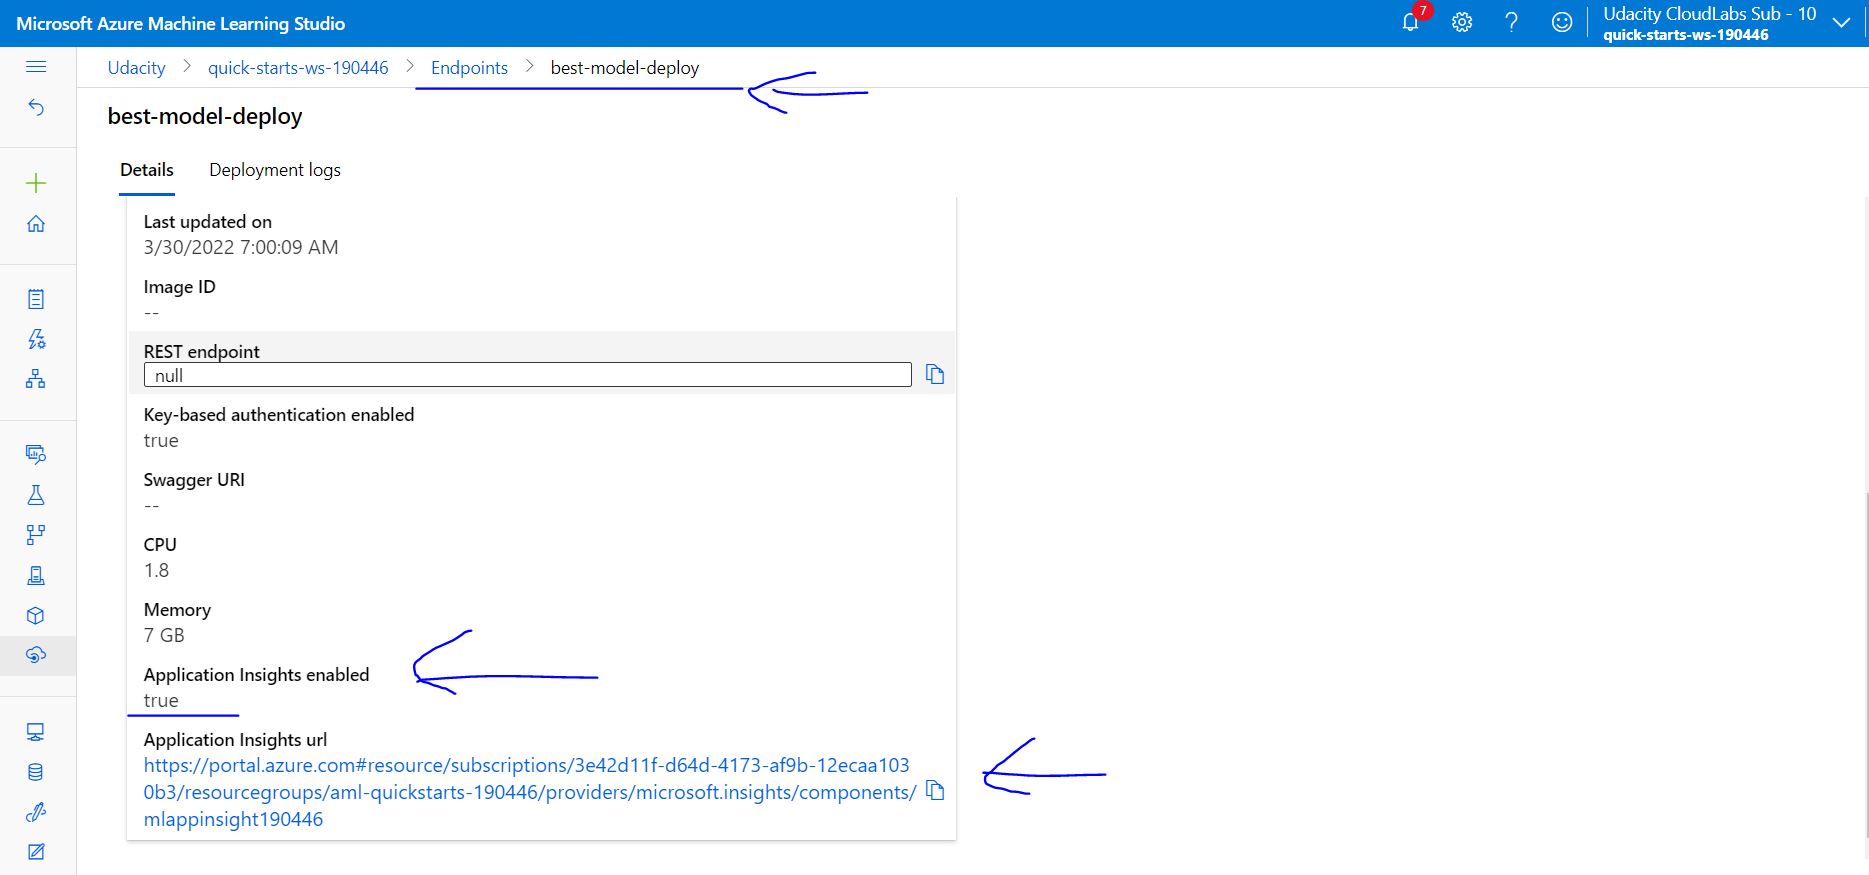 Microsoft Azure Machine Learning Studio
7
Udacity CloudLabs Sub - 10
quick-starts-ws-190446
Udacity > quick-starts-ws-190446 > Endpoints > best-model-deploy
best-model-deploy
Details Deployment logs
Last updated on
3/30/2022 7:00:09 AM
Image ID
--
REST endpoint
null
Key-based authentication enabled
true
Swagger URI
--
CPU
1.8
Memory
7 GB
Application Insights enabled
true
Application Insights url
https://portal.azure.com#resource/subscriptions/3e42d11f-d64d-4173-af9b-12ecaa103
0b3/resourcegroups/aml-quickstarts-190446/providers/microsoft.insights/components/
mlappinsight190446